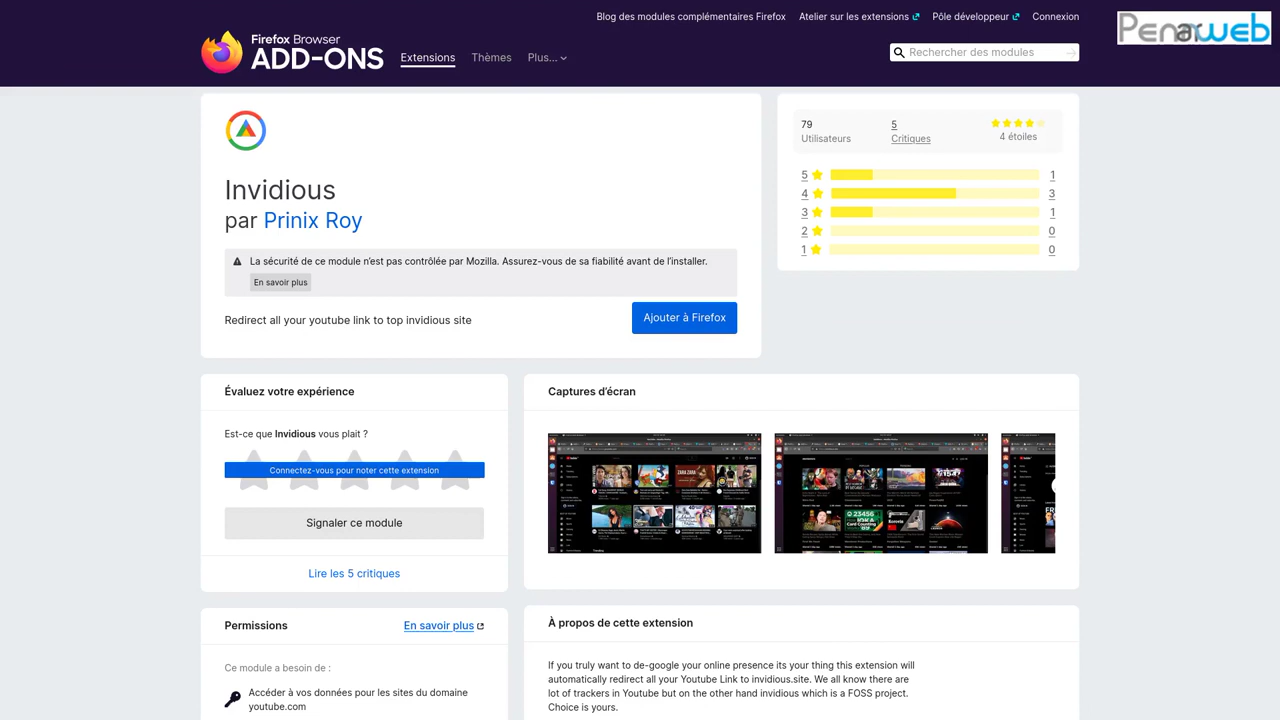 Blog des modules complémentaires Firefox Atelier sur les extensions Pôle développeur Connexion
Penarweb
Firefox Browser
ADD-ONS
Extensions Thèmes Plus...
Rechercher des modules
79
Utilisateurs
5
Critiques
4 étoiles
Invidious
par Prinix Roy
5 1
4 3
3 1
2 0
1 0
La sécurité de ce module n'est pas contrôlée par Mozilla. Assurez-vous de sa fiabilité avant de l'installer.
En savoir plus
Redirect all your youtube link to top invidious site
Ajouter à Firefox
Évaluez votre expérience
Est-ce que Invidious vous plait ?
Connectez-vous pour noter cette extension
Signaler ce module
Lire les 5 critiques
Captures d'écran
Permissions
En savoir plus
Ce module a besoin de :
Accéder à vos données pour les sites du domaine
youtube.com
À propos de cette extension
If you truly want to de-google your online presence its your thing this extension will
automatically redirect all your Youtube Link to invidious.site. We all know there are
lot of trackers in Youtube but on the other hand invidious which is a FOSS project.
Choice is yours.